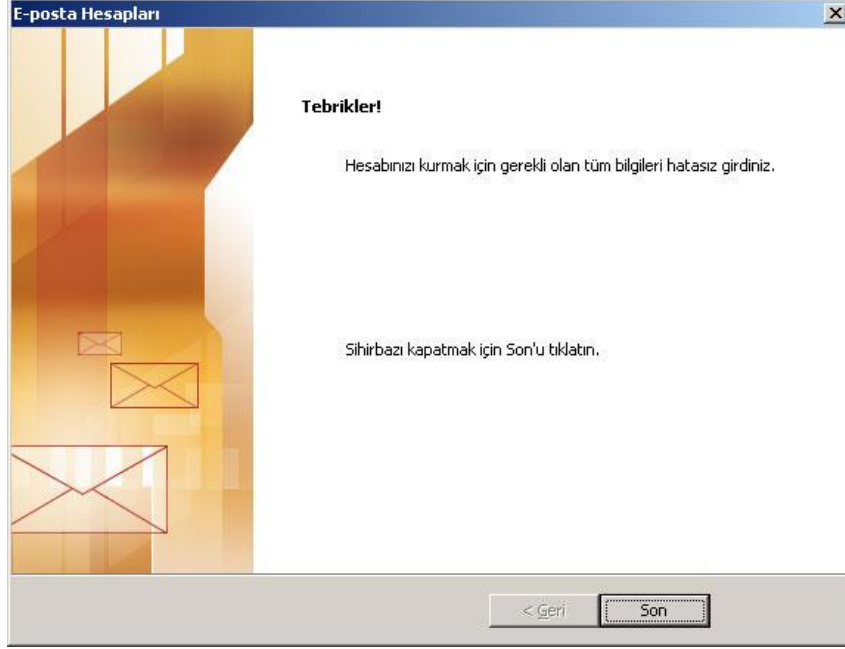 E-posta Hesapları
Tebrikler!
Hesabınızı kurmak için gerekli olan tüm bilgileri hatasız girdiniz.
Sihirbazı kapatmak için Son'u tıklatın.
< Geri
Son